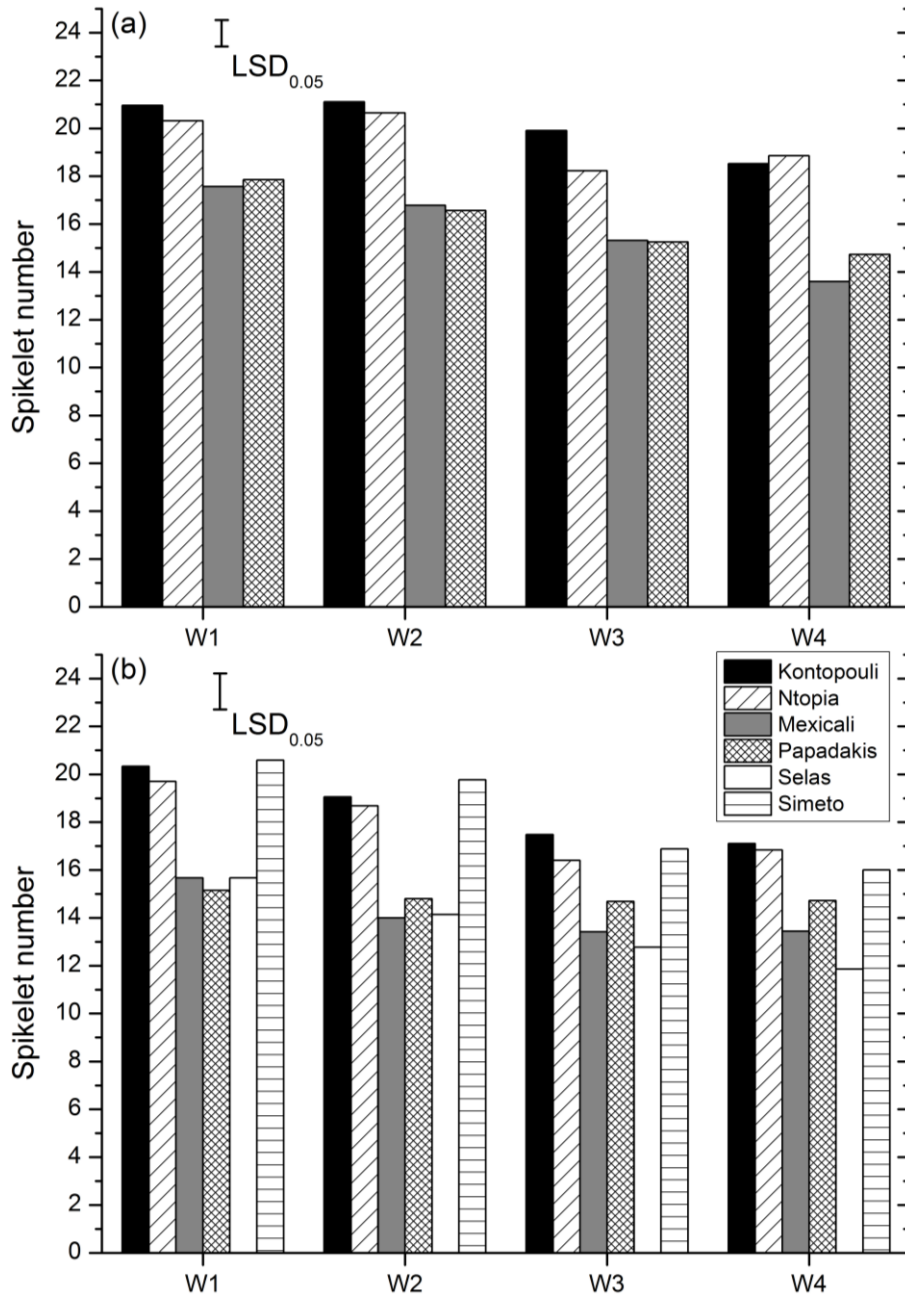 (a)
LSD0.05
24
22
20
18
16
14
12
10
8
6
4
2
0
Spikelet number
W1 W2 W3 W4
(b)
LSD0.05
Kontopouli
Ntopia
Mexicali
Papadakis
Selas
Simeto
24
22
20
18
16
14
12
10
8
6
4
2
0
Spikelet number
W1 W2 W3 W4